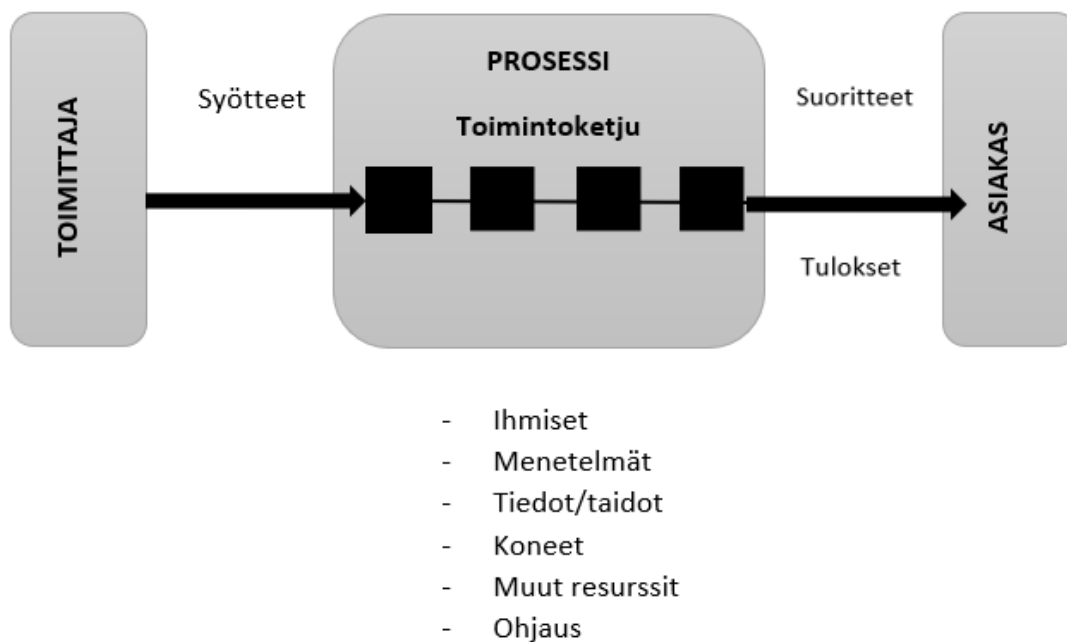 TOIMITTAJA
Syötteet
PROSESSI
Toimintoketju
Suoritteet
Tulokset
ASIAKAS
- Ihmiset
- Menetelmät
- Tiedot/taidot
- Koneet
- Muut resurssit
- Ohjaus